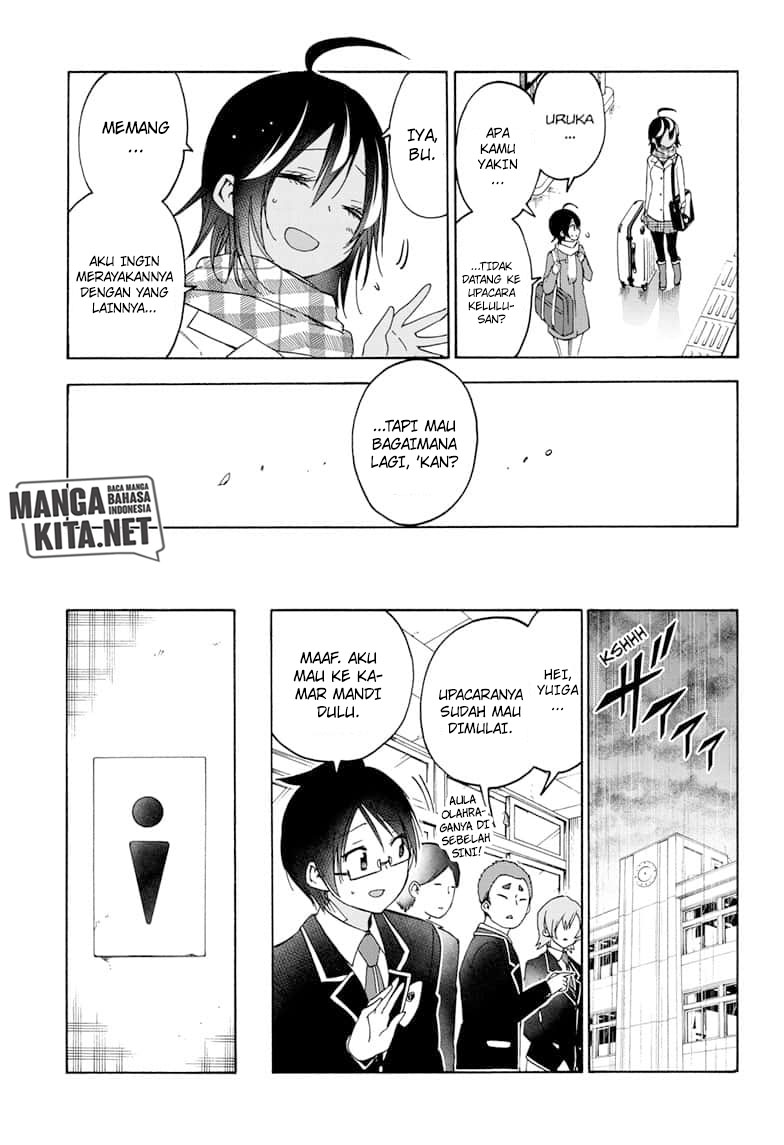 URUKA
...
APA
KAMU
YAKIN
...
...TIDAK
DATANG KE
UPACARA
KELULU-
SAN?
IYA,
BU.
MEMANG
...
AKU INGIN
MERAYAKANNYA
DENGAN YANG
LAINNYA...
...TAPI MAU
BAGAIMANA
LAGI, 'KAN?
MANGA
KITA.NET
BACA MANGA
BAHASA
INDONESIA
KSHHH
ザァァァ
HEI,
YUIGA
...
UPACARANYA
SUDAH MAU
DIMULAI.
AULA
OLAHRA-
GANYA DI
SEBELAH
SINI!
MAAF. AKU
MAU KE KA-
MAR MANDI
DULU.